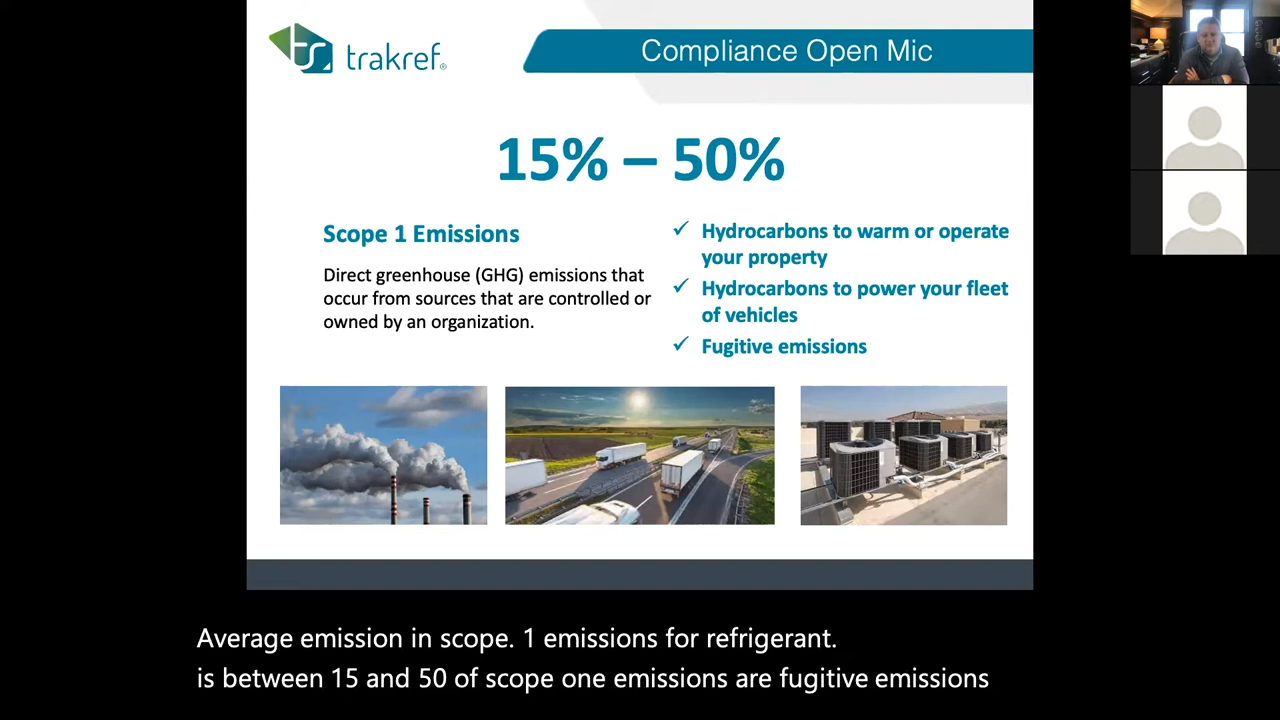 trakref
Compliance Open Mic
15% – 50%
Scope 1 Emissions
Direct greenhouse (GHG) emissions that
occur from sources that are controlled or
owned by an organization.
✓ Hydrocarbons to warm or operate
your property
✓ Hydrocarbons to power your fleet
of vehicles
✓ Fugitive emissions
Average emission in scope. 1 emissions for refrigerant.
is between 15 and 50 of scope one emissions are fugitive emissions